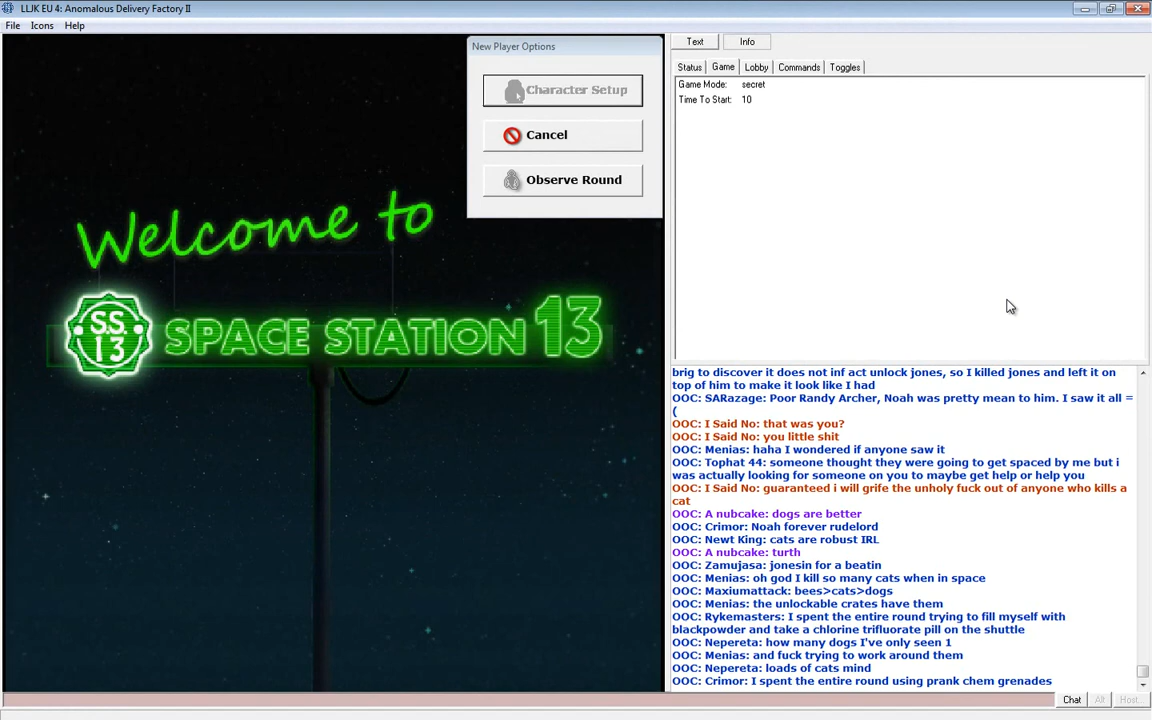 LLJK EU 4: Anomalous Delivery Factory II
File Icons Help
New Player Options
Character Setup
Cancel
Observe Round
Welcome to
S.S.
13
SPACE STATION 13
Text Info
Status Game Lobby Commands Toggles
Game Mode: secret
Time To Start: 10
brig to discover it does not inf act unlock jones, so I killed jones and left it on
top of him to make it look like I had
OOC: SARazage: Poor Randy Archer, Noah was pretty mean to him. I saw it all =
(
OOC: I Said No: that was you?
OOC: I Said No: you little shit
OOC: Menias: haha I wondered if anyone saw it
OOC: Tophat 44: someone thought they were going to get spaced by me but i
was actually looking for someone on you to maybe get help or help you
OOC: I Said No: guaranteed i will grife the unholy fuck out of anyone who kills a
cat
OOC: A nubcake: dogs are better
OOC: Crimor: Noah forever rudelord
OOC: Newt King: cats are robust IRL
OOC: A nubcake: turth
OOC: Zamujasa: jonesin for a beatin
OOC: Menias: oh god I kill so many cats when in space
OOC: Maxiumattack: bees>cats>dogs
OOC: Menias: the unlockable crates have them
OOC: Rykemasters: I spent the entire round trying to fill myself with
blackpowder and take a chlorine trifluorate pill on the shuttle
OOC: Nepereta: how many dogs I've only seen 1
OOC: Menias: and fuck trying to work around them
OOC: Nepereta: loads of cats mind
OOC: Crimor: I spent the entire round using prank chem grenades
Chat Alt Host...